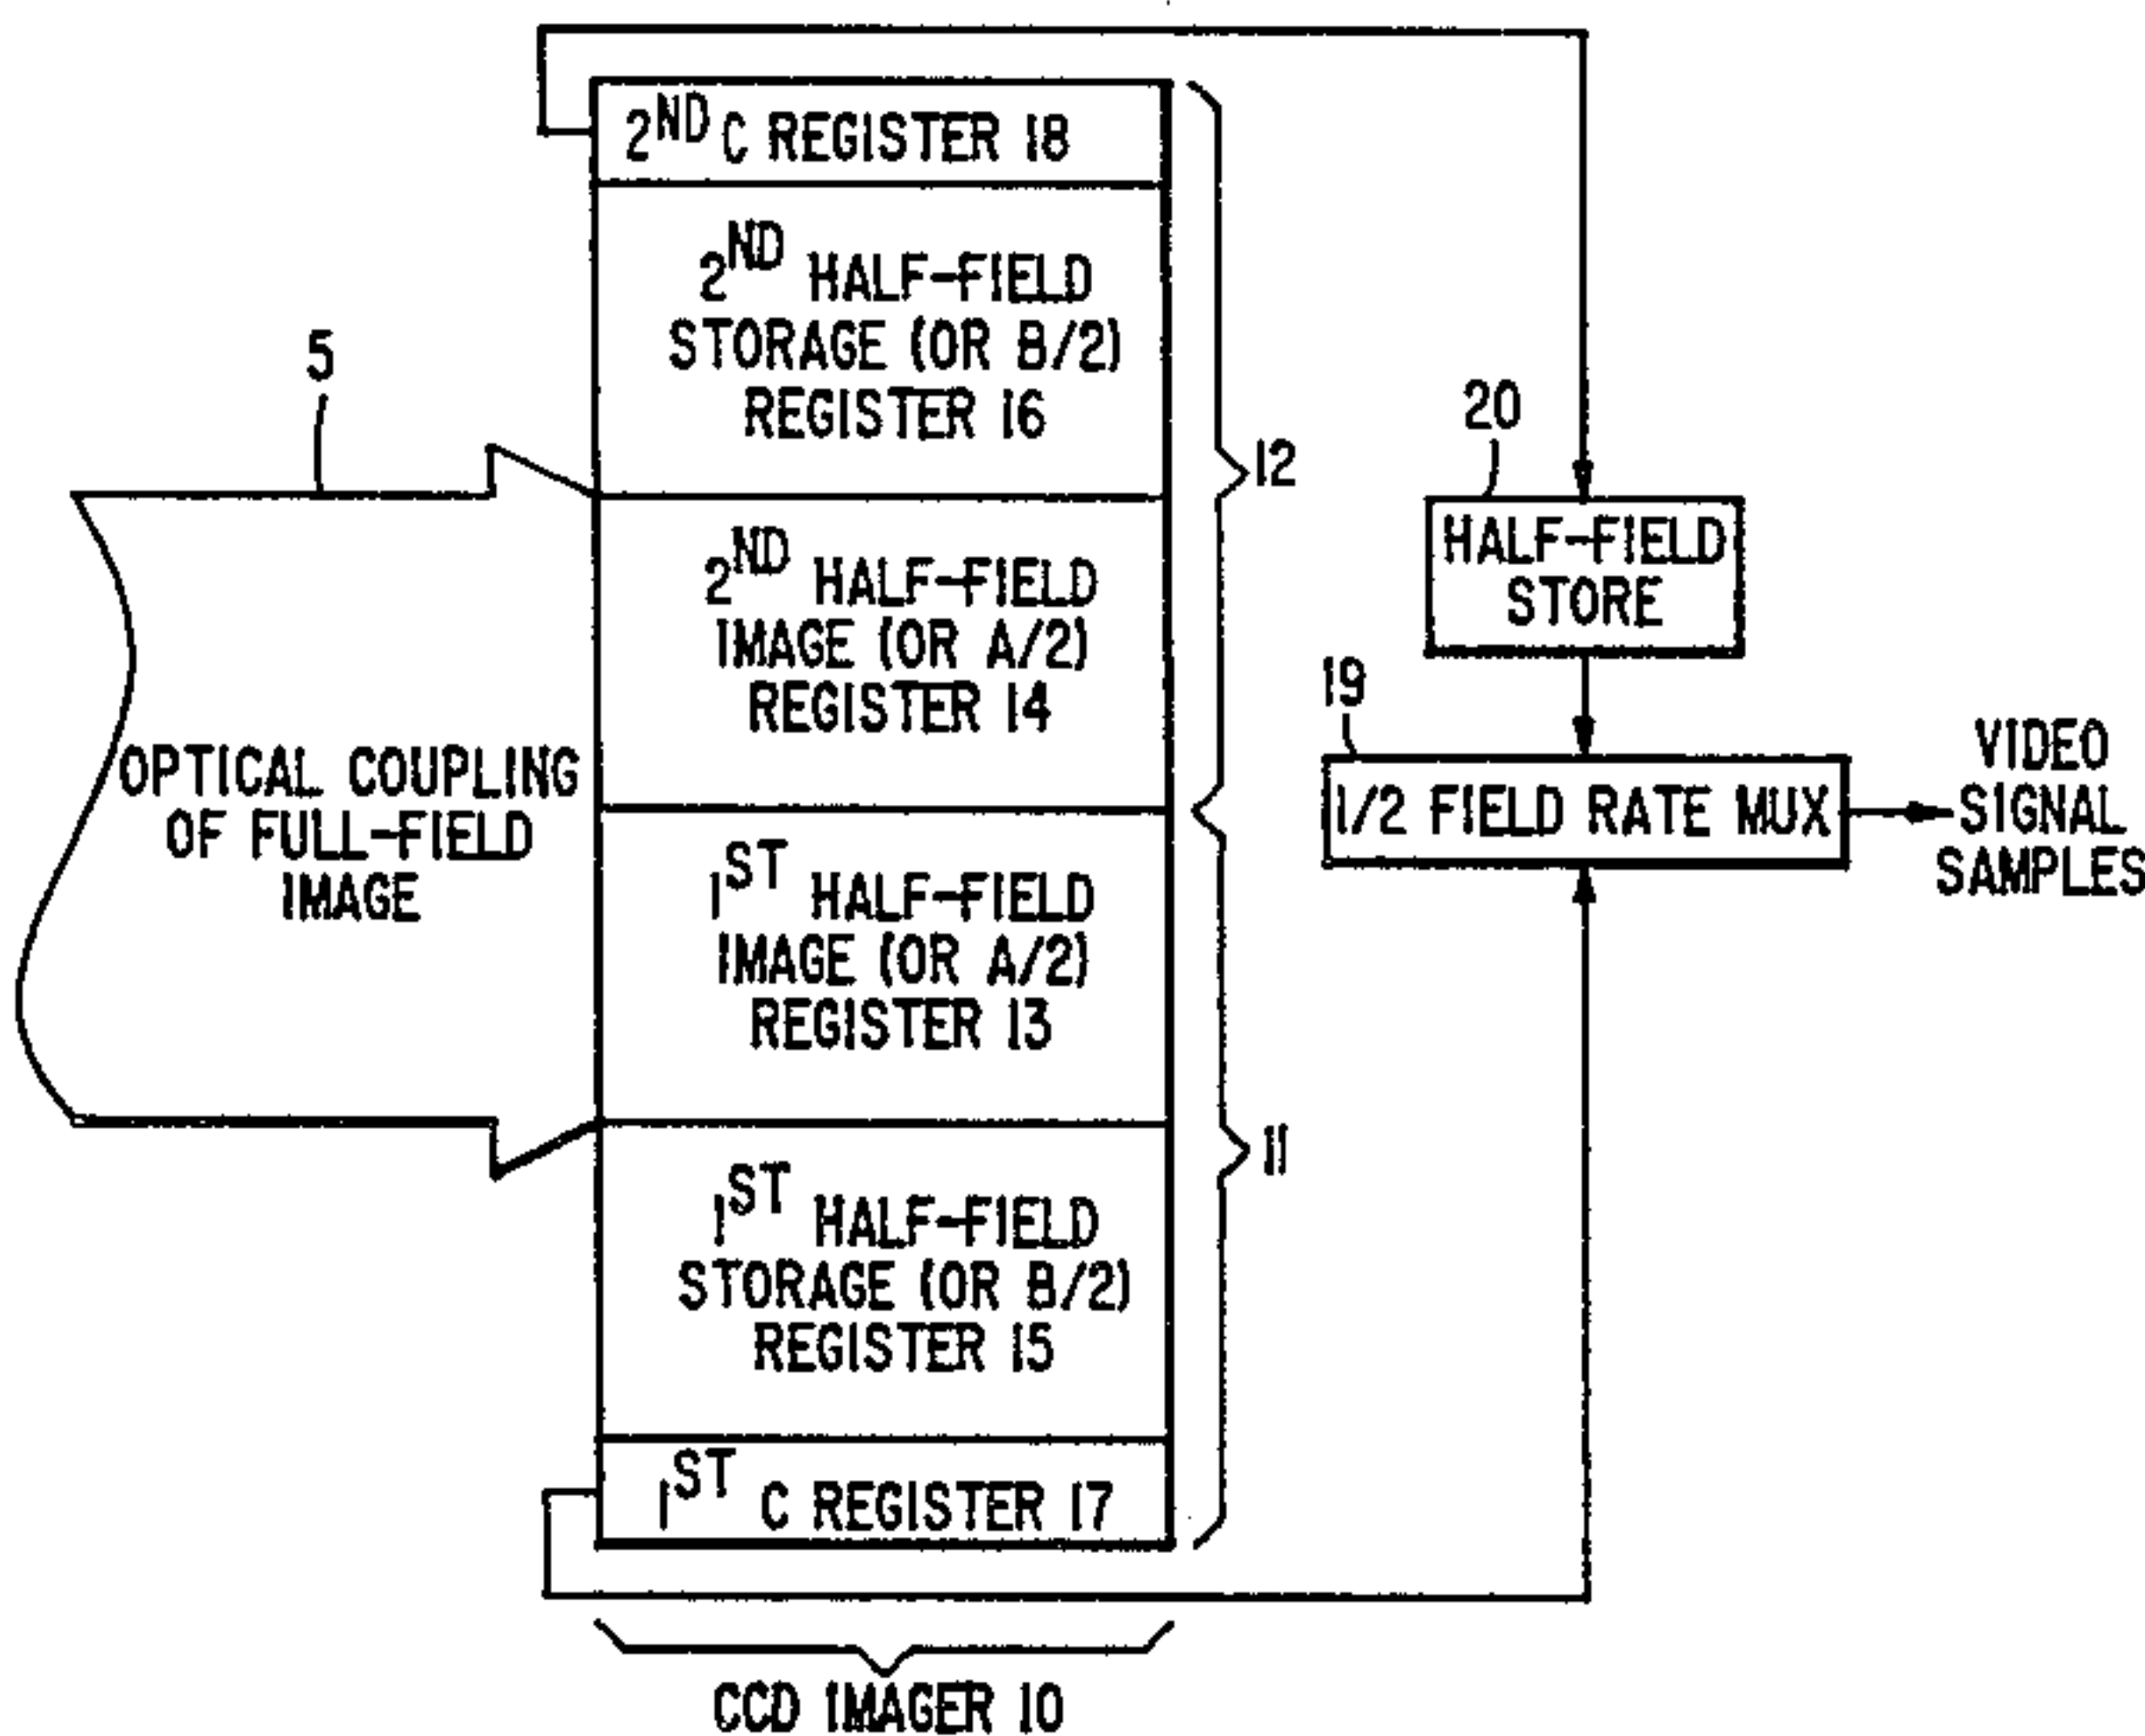 2ND C REGISTER 18
2ND HALF-FIELD
STORAGE (OR B/2)
REGISTER 16
5
12
20
2ND HALF-FIELD
IMAGE (OR A/2)
REGISTER 14
HALF-FIELD
STORE
19
OPTICAL COUPLING
OF FULL-FIELD
IMAGE
1/2 FIELD RATE MUX
VIDEO
SIGNAL
SAMPLES
1ST HALF-FIELD
IMAGE (OR A/2)
REGISTER 13
11
1ST HALF-FIELD
STORAGE (OR B/2)
REGISTER 15
1ST C REGISTER 17
CCD IMAGER 10